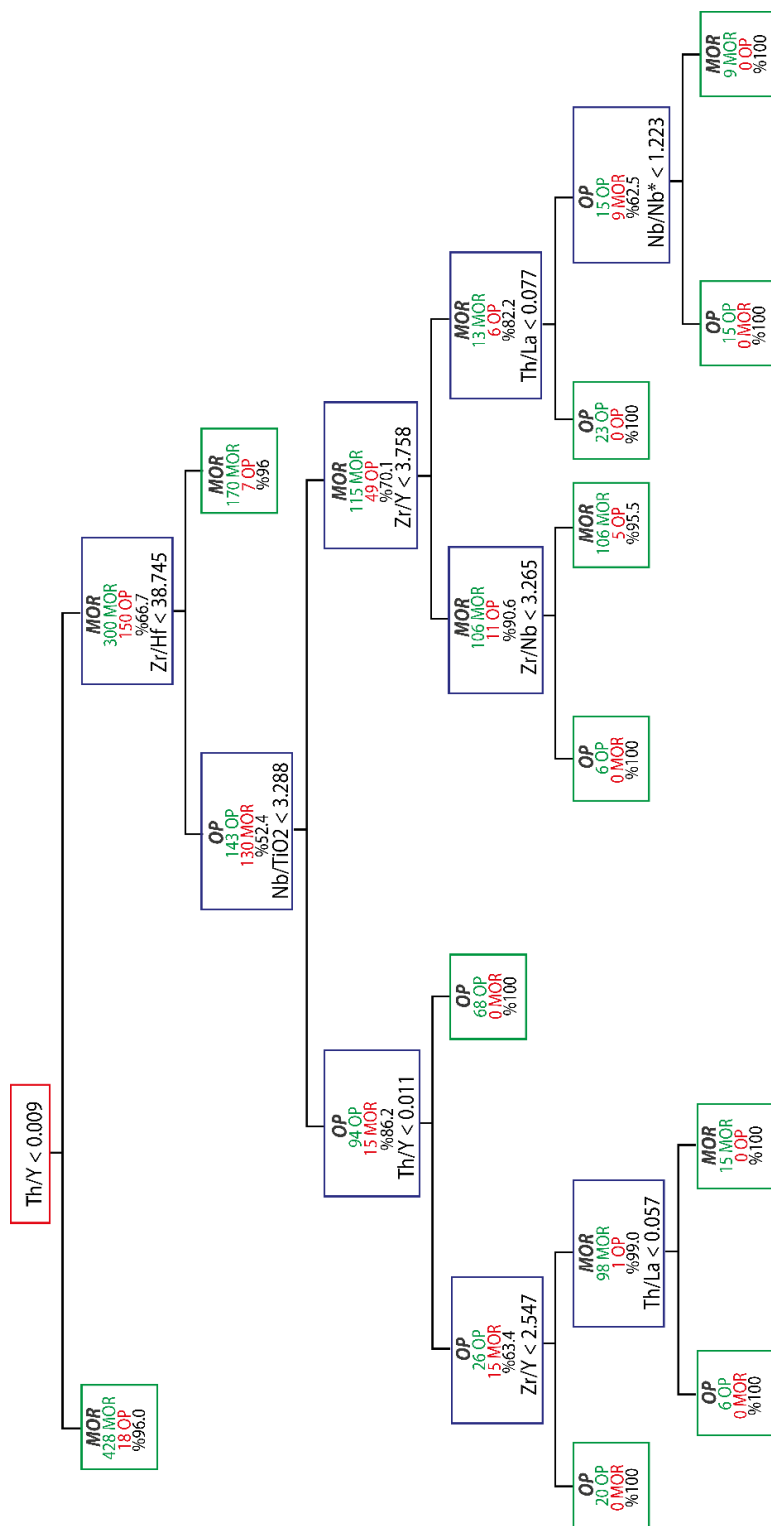 Th/Y < 0.009
MOR
428 MOR
18 OP
%96.0
MOR
300 MOR
150 OP
%66.7
Zr/Hf < 38.745
OP
143 OP
130 MOR
%52.4
Nb/TiO2 < 3.288
MOR
170 MOR
7 OP
%96
OP
94 OP
15 MOR
%86.2
Th/Y < 0.011
MOR
115 MOR
49 OP
%70.1
Zr/Y < 3.758
OP
26 OP
15 MOR
%63.4
Zr/Y < 2.547
OP
68 OP
0 MOR
%100
MOR
106 MOR
11 OP
%90.6
Zr/Nb < 3.265
MOR
13 MOR
6 OP
%82.2
Th/La < 0.077
OP
20 OP
0 MOR
%100
MOR
98 MOR
1 OP
%99.0
Th/La < 0.057
OP
6 OP
0 MOR
%100
MOR
106 MOR
5 OP
%95.5
OP
23 OP
0 OP
%100
OP
15 OP
9 MOR
%62.5
Nb/Nb* < 1.223
OP
6 OP
0 MOR
%100
MOR
15 MOR
0 OP
%100
OP
15 OP
0 MOR
%100
MOR
9 MOR
0 OP
%100